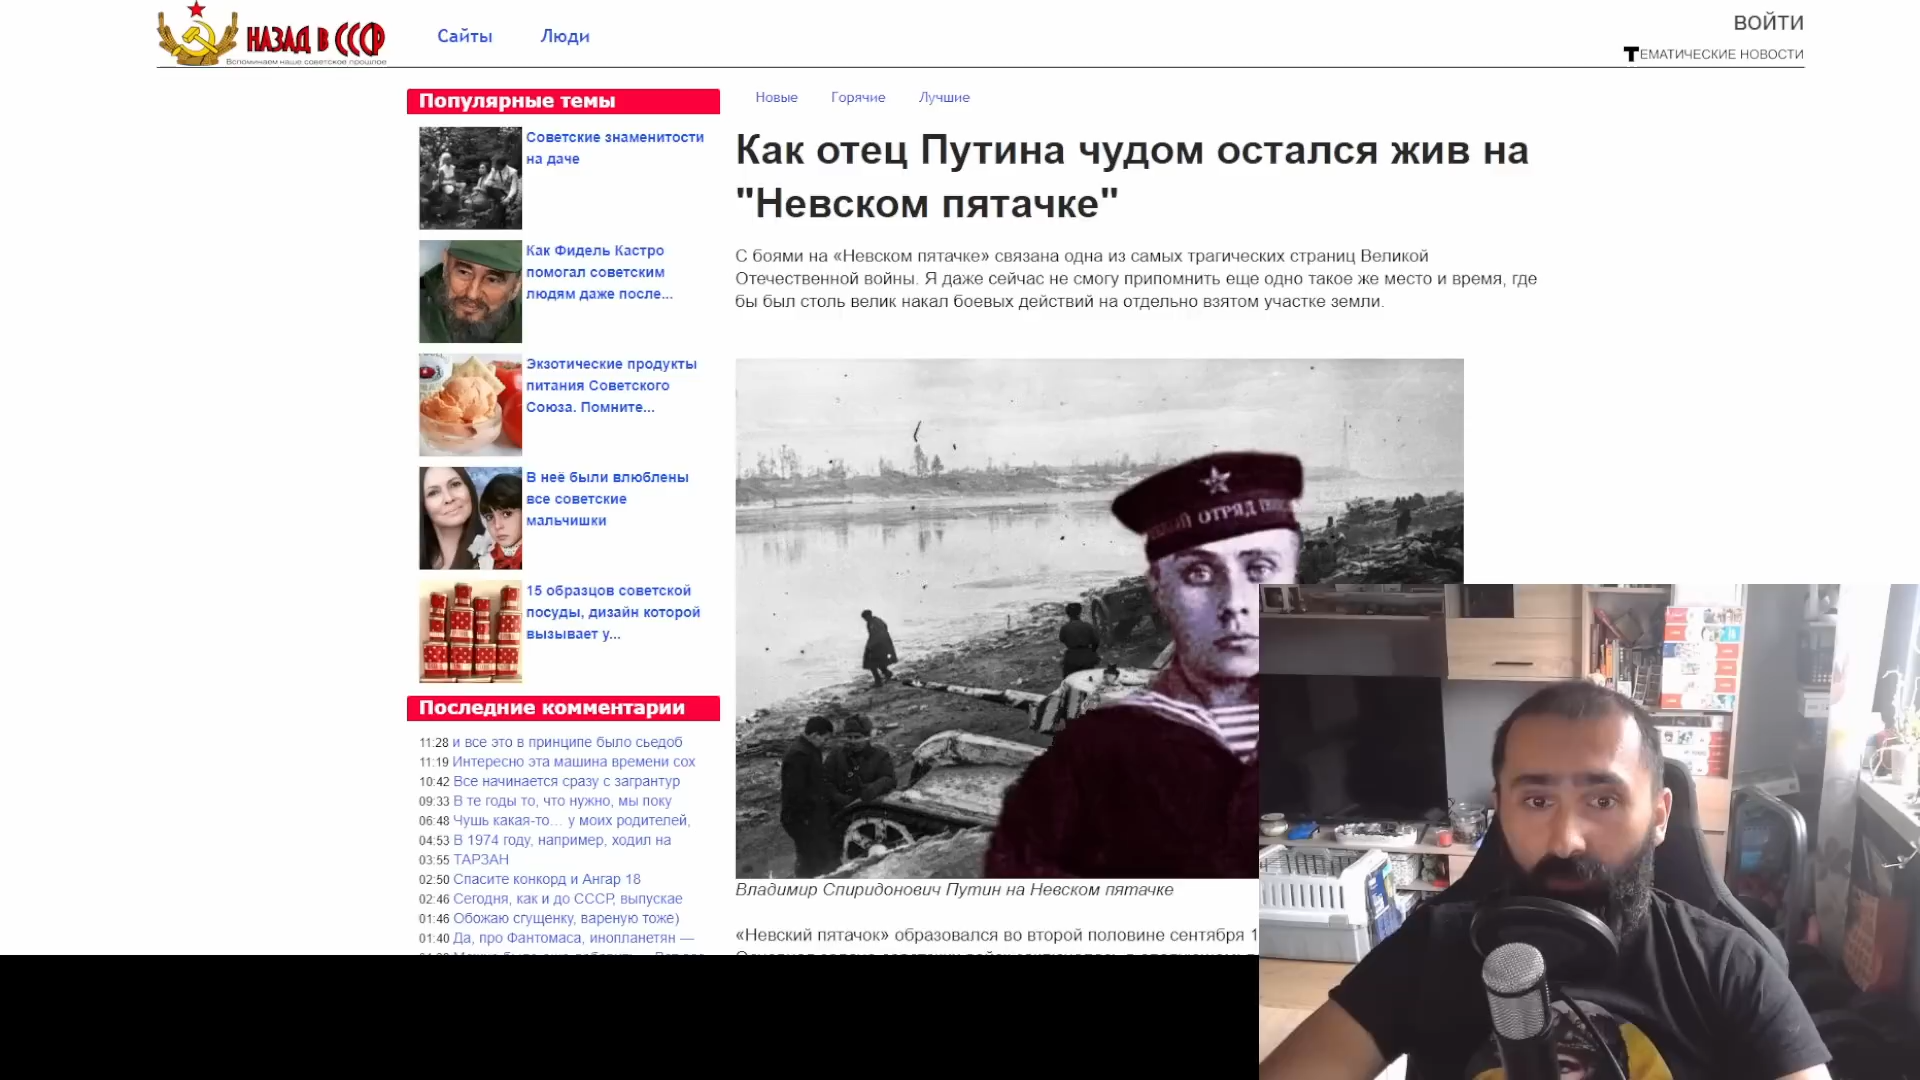 НАЗАД В СССР
Вспоминаем наше советское прошлое
Сайты
Люди
ВОЙТИ
ТЕМАТИЧЕСКИЕ НОВОСТИ
Популярные темы
Советские знаменитости
на даче
Как Фидель Кастро
помогал советским
людям даже после...
Экзотические продукты
питания Советского
Союза. Помните...
В неё были влюблены
все советские
мальчишки
15 образцов советской
посуды, дизайн которой
вызывает у...
Последние комментарии
11:28 и все это в принципе было сьедоб
11:19 Интересно эта машина времени сох
10:42 Все начинается сразу с загрантур
09:33 В те годы то, что нужно, мы поку
06:48 Чушь какая-то... у моих родителей,
04:53 В 1974 году, например, ходил на
03:55 ТАРЗАН
02:50 Спасите конкорд и Ангар 18
02:46 Сегодня, как и до СССР, выпускае
01:46 Обожаю сгущенку, вареную тоже)
01:40 Да, про Фантомаса, инопланетян —
Новые
Горячие
Лучшие
Как отец Путина чудом остался жив на
"Невском пятачке"
С боями на «Невском пятачке» связана одна из самых трагических страниц Великой
Отечественной войны. Я даже сейчас не смогу припомнить еще одно такое же место и время, где
бы был столь велик накал боевых действий на отдельно взятом участке земли.
ОТРЯД
Владимир Спиридонович Путин на Невском пятачке
«Невский пятачок» образовался во второй половине сентября 1